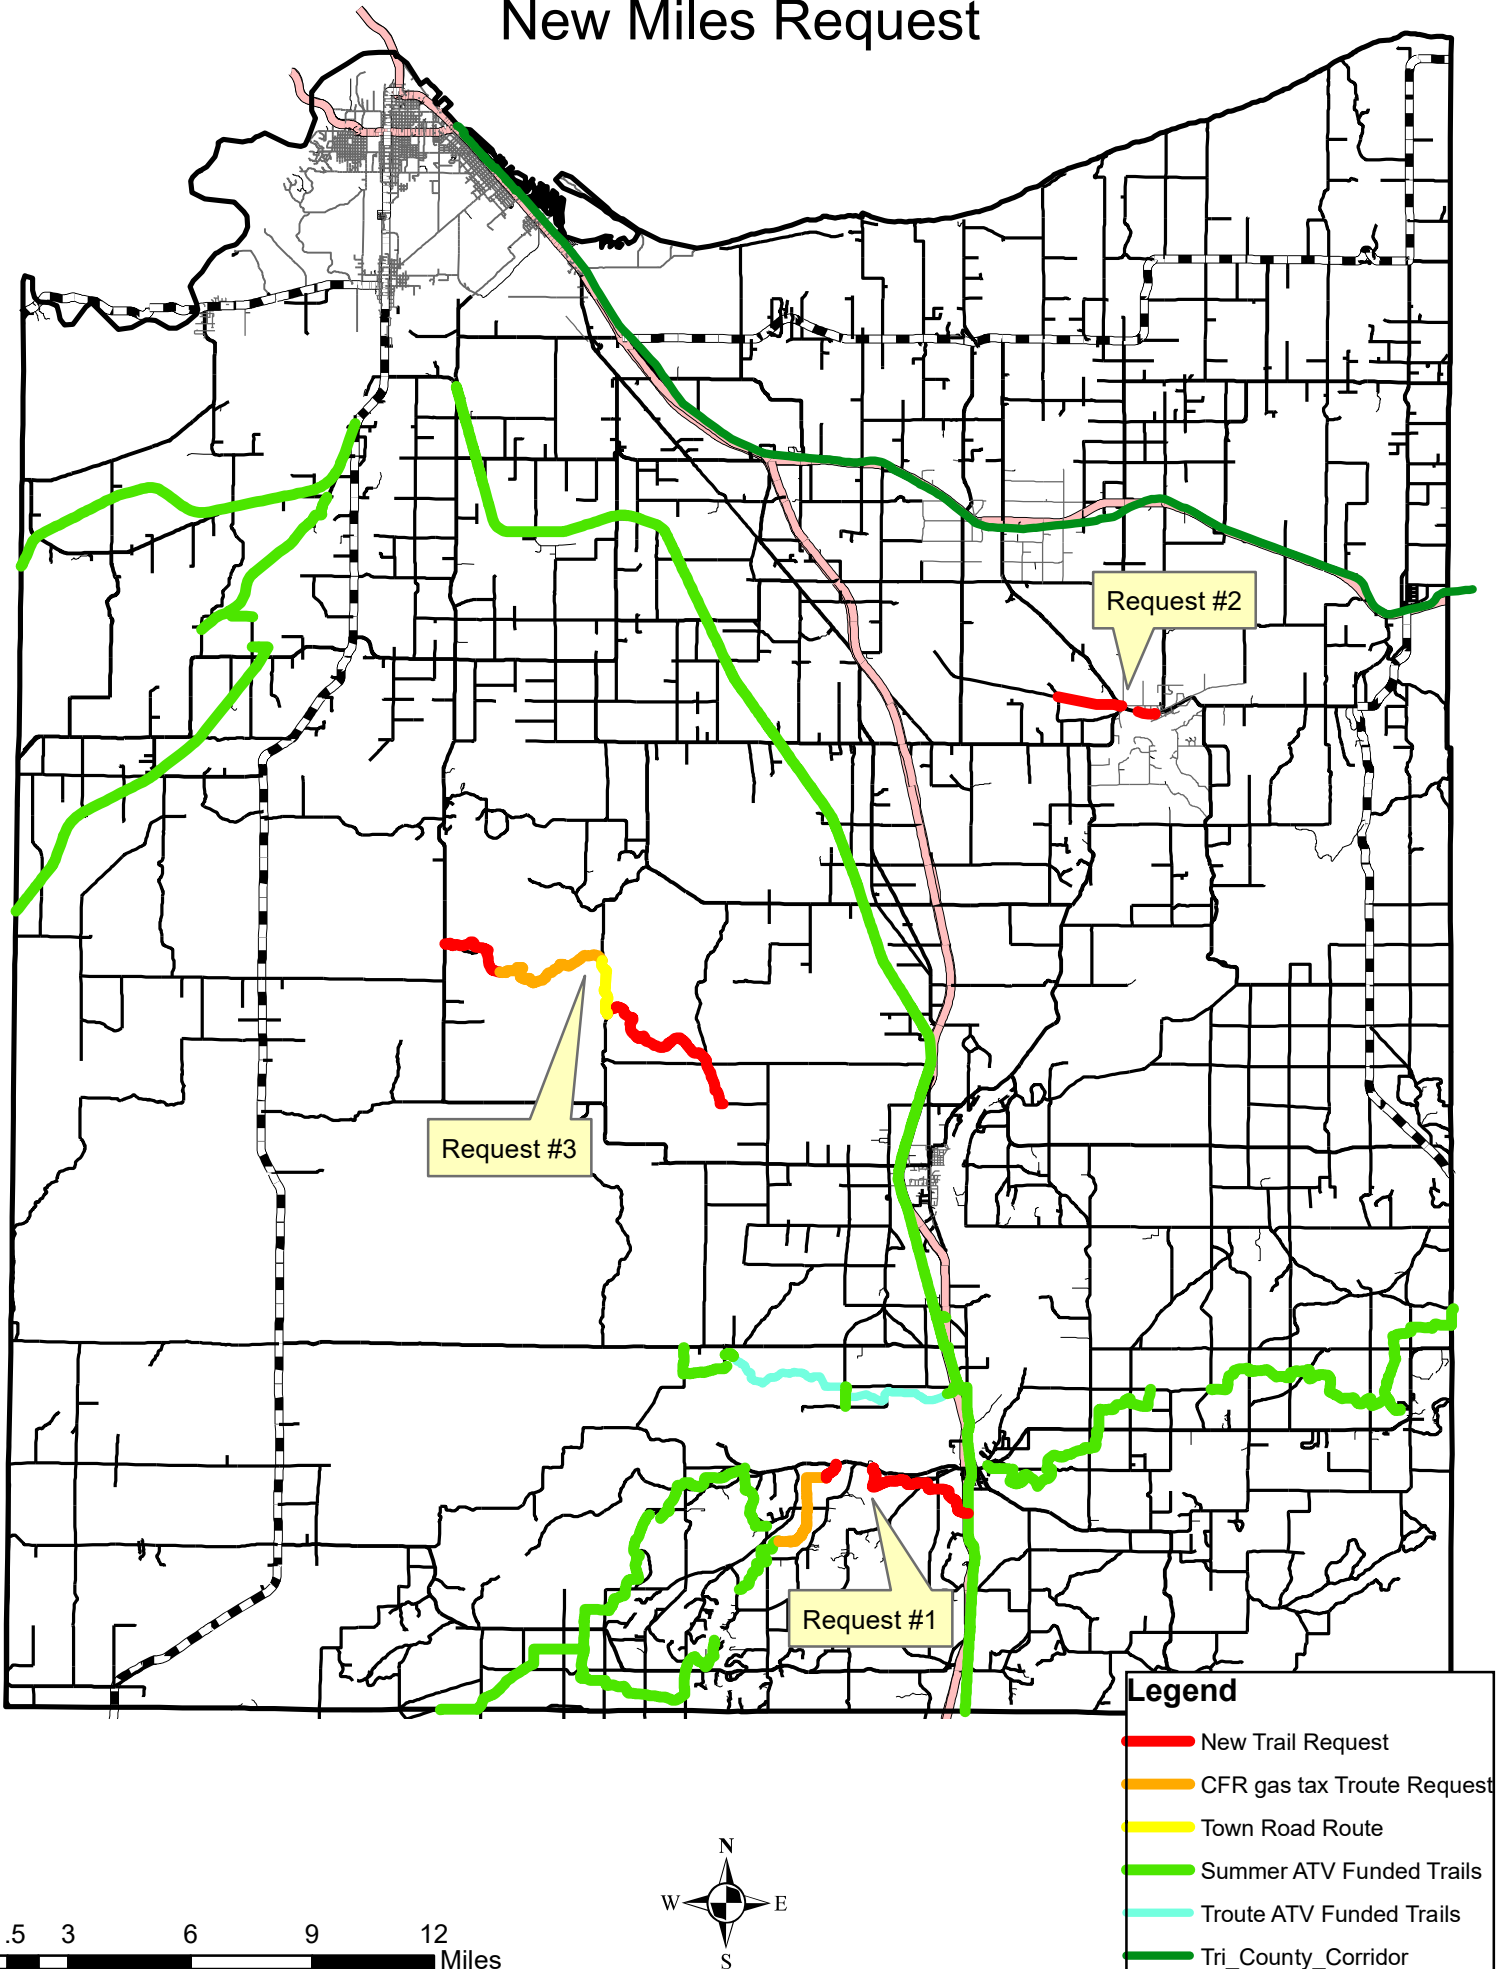 New Miles Request
Request #2
Request #3
Request #1
Legend
New Trail Request
CFR gas tax Troute Request
Town Road Route
Summer ATV Funded Trails
Troute ATV Funded Trails
Tri_County_Corridor
N
W E
S
.5 3 6 9 12
Miles